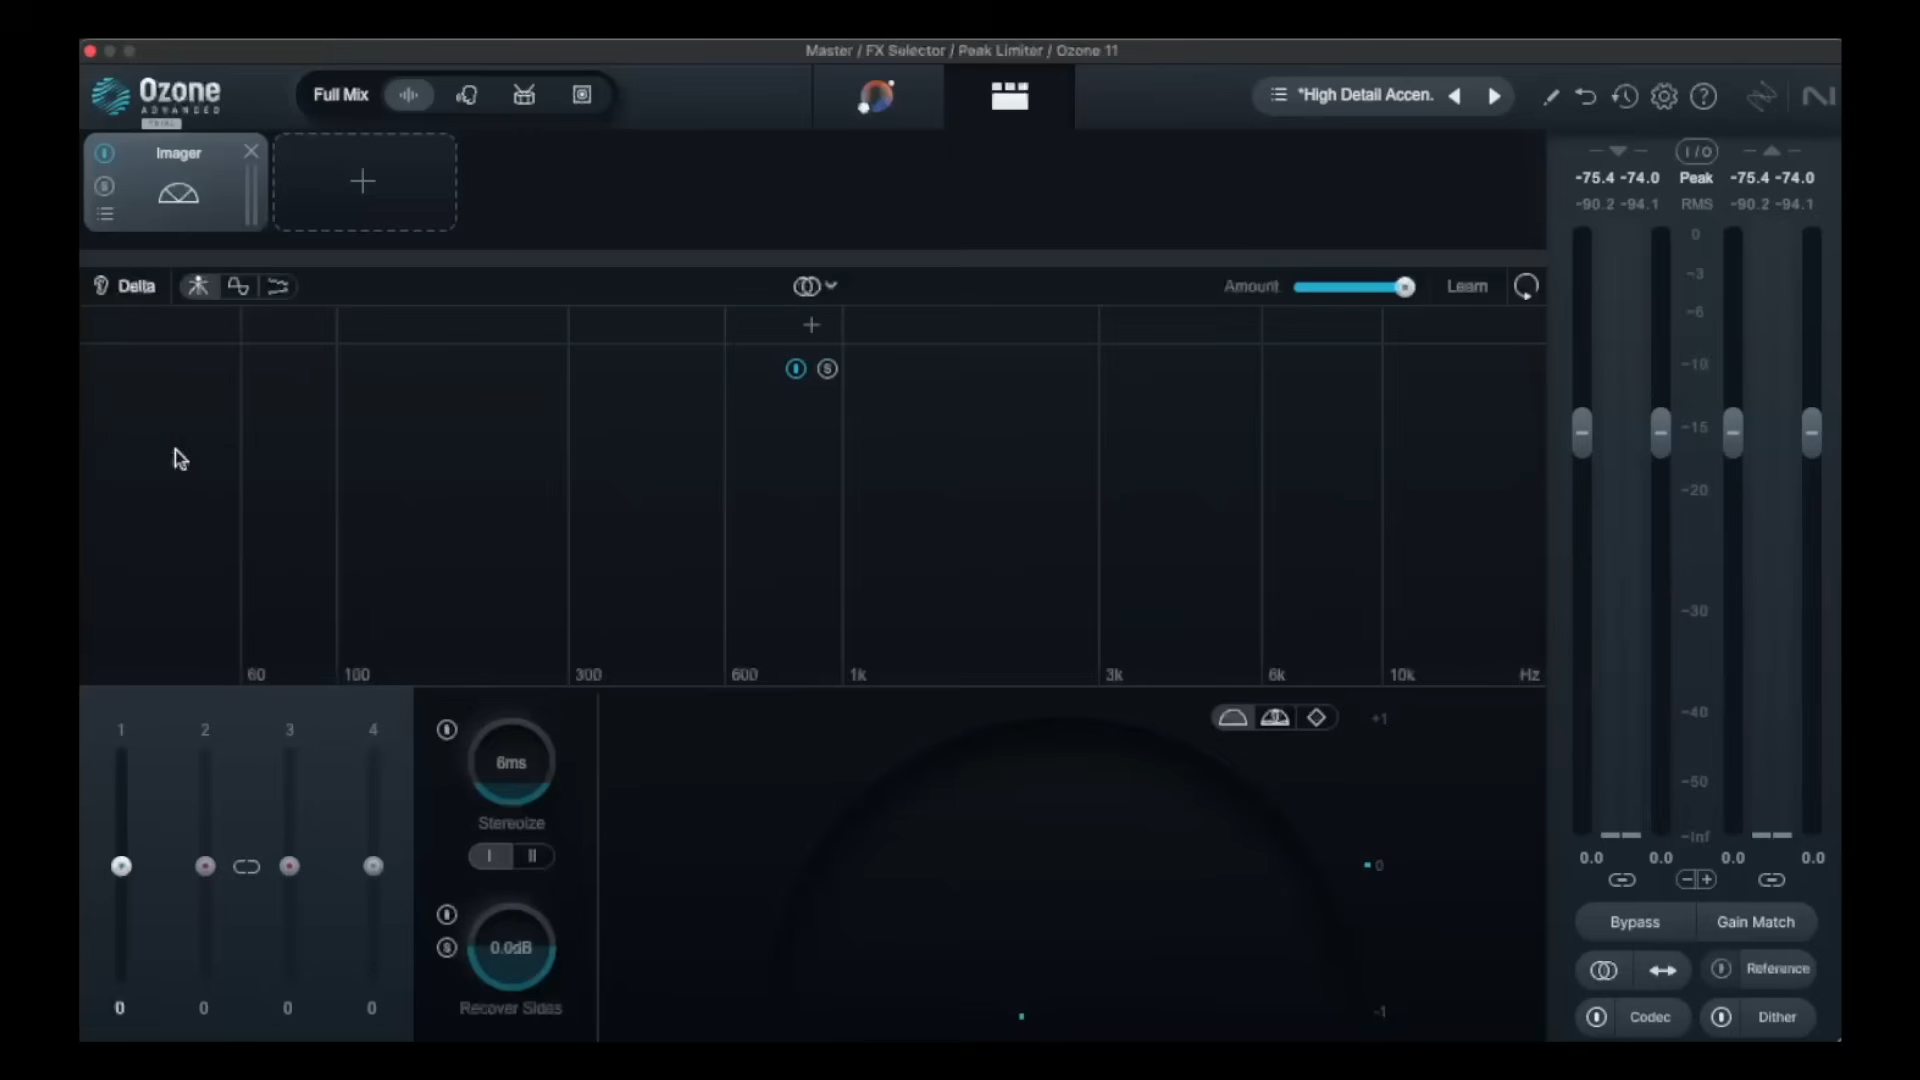 Master / FX Selector / Peak Limiter / Ozone 11
Ozone
ADVANCED
TRIAL
Full Mix
*High Detail Accen.
Imager
I/O
-75.4 -74.0 Peak -75.4 -74.0
-90.2 -94.1 RMS -90.2 -94.1
Delta
Amount
Learn
S
0
-3
-6
-10
-15
-20
-30
-40
-50
-Inf
60 100 300 600 1k 3k 6k 10k Hz
1 2 3 4
6ms
Stereoize
I II
0.0dB
Recover Sides
0 0 0 0
+1
0
-1
0.0 0.0 0.0 0.0
Bypass Gain Match
Reference
Codec Dither